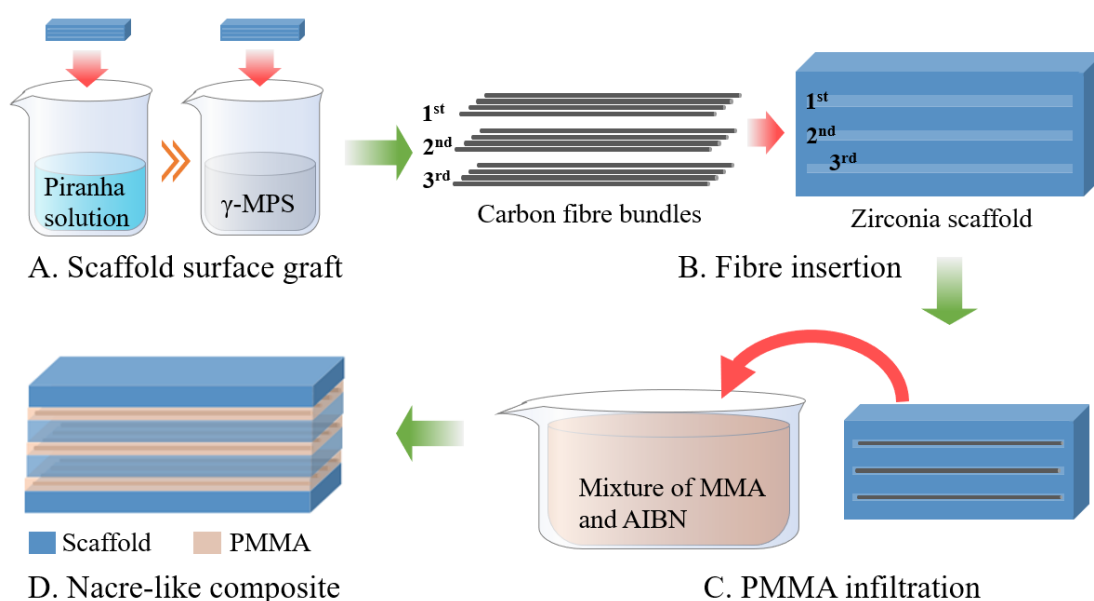 Piranha
solution
γ-MPS
A. Scaffold surface graft
1st
2nd
3rd
Carbon fibre bundles
1st
2nd
3rd
Zirconia scaffold
B. Fibre insertion
Mixture of MMA
and AIBN
C. PMMA infiltration
Scaffold PMMA
D. Nacre-like composite